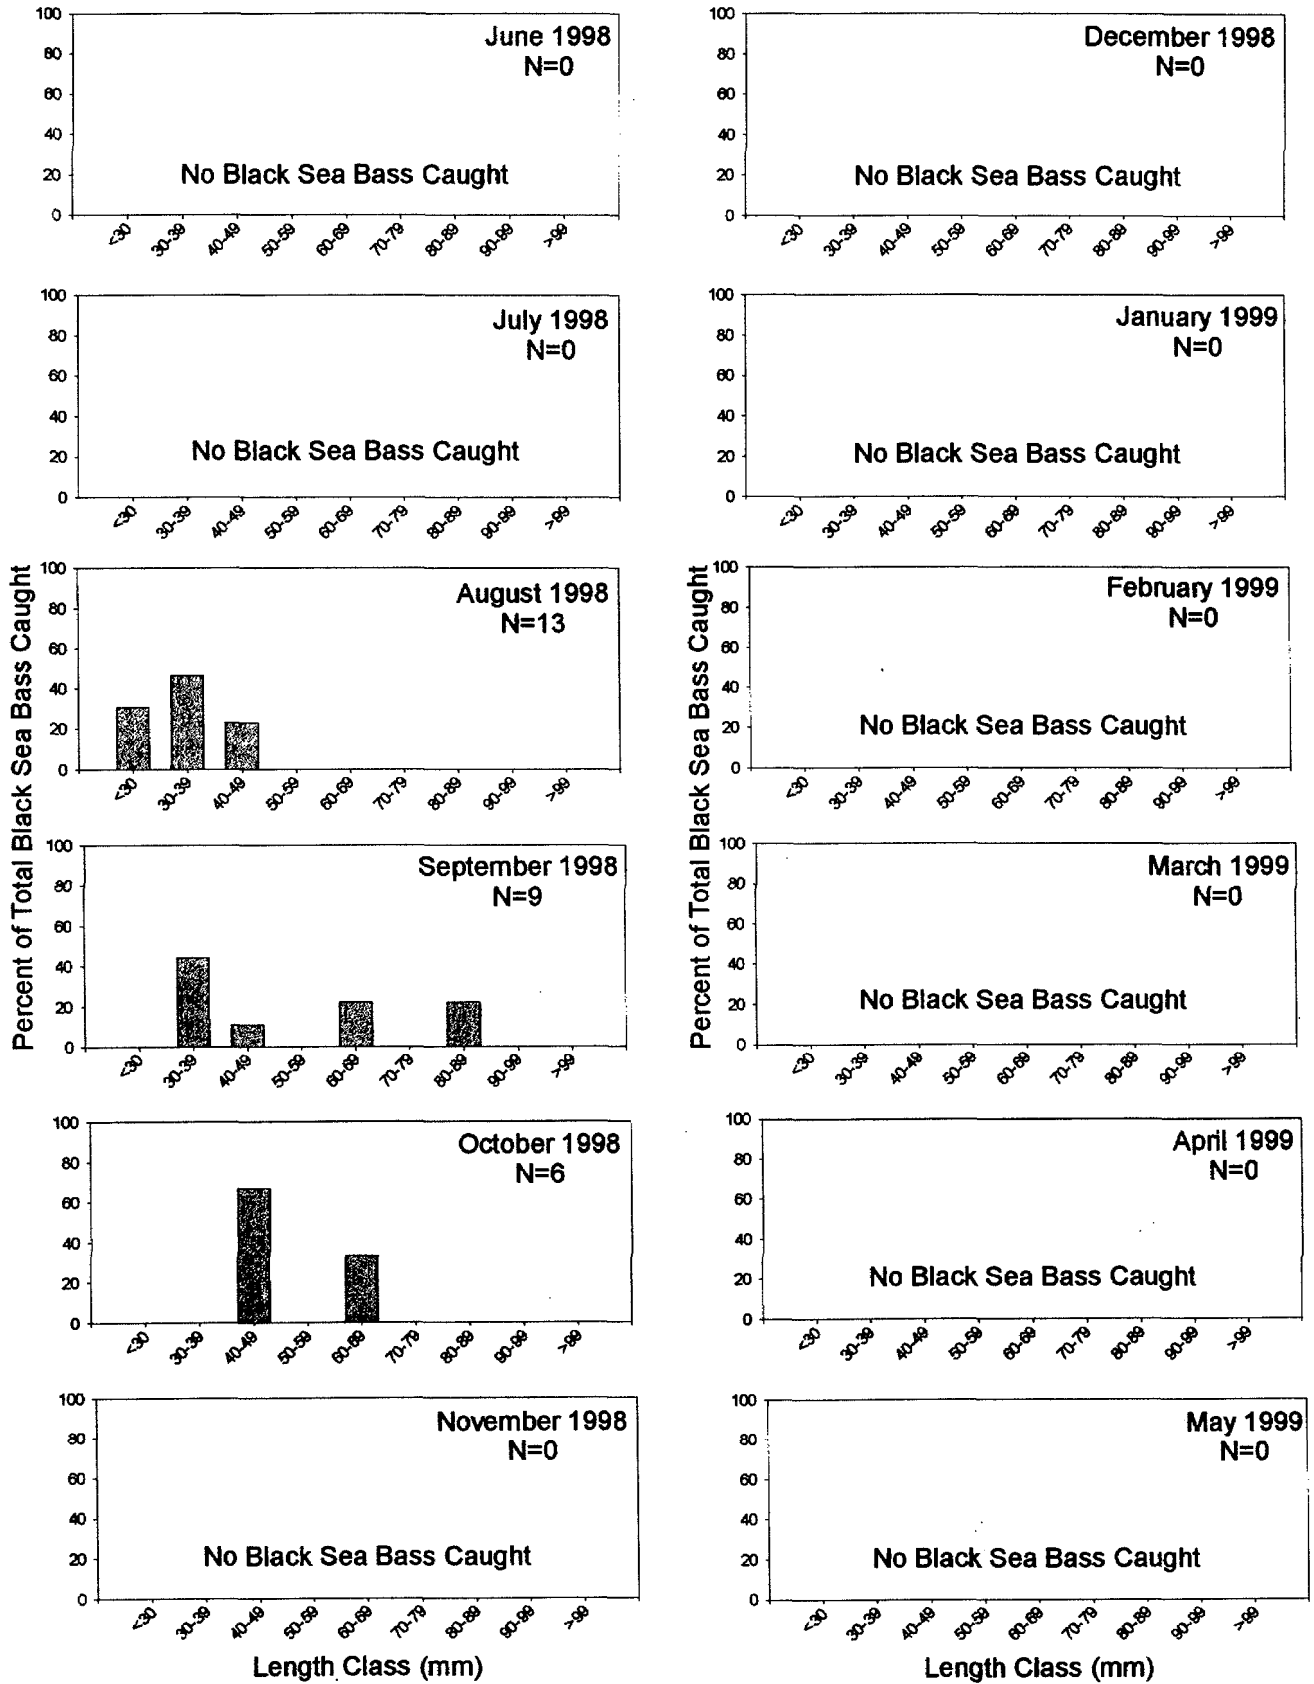 June 1998
N=0
No Black Sea Bass Caught
100
80
60
40
20
0
<30 30-39 40-49 50-59 60-69 70-79 80-89 90-99 >99
July 1998
N=0
No Black Sea Bass Caught
100
80
60
40
20
0
<30 30-39 40-49 50-59 60-69 70-79 80-89 90-99 >99
Percent of Total Black Sea Bass Caught
August 1998
N=13
100
80
60
40
20
0
<30 30-39 40-49 50-59 60-69 70-79 80-89 90-99 >99
September 1998
N=9
100
80
60
40
20
0
<30 30-39 40-49 50-59 60-69 70-79 80-89 90-99 >99
October 1998
N=6
100
80
60
40
20
0
<30 30-39 40-49 50-59 60-69 70-79 80-89 90-99 >99
November 1998
N=0
No Black Sea Bass Caught
100
80
60
40
20
0
<30 30-39 40-49 50-59 60-69 70-79 80-89 90-99 >99
Length Class (mm)
December 1998
N=0
No Black Sea Bass Caught
100
80
60
40
20
0
<30 30-39 40-49 50-59 60-69 70-79 80-89 90-99 >99
January 1999
N=0
No Black Sea Bass Caught
100
80
60
40
20
0
<30 30-39 40-49 50-59 60-69 70-79 80-89 90-99 >99
Percent of Total Black Sea Bass Caught
February 1999
N=0
No Black Sea Bass Caught
100
80
60
40
20
0
<30 30-39 40-49 50-59 60-69 70-79 80-89 90-99 >99
March 1999
N=0
No Black Sea Bass Caught
100
80
60
40
20
0
<30 30-39 40-49 50-59 60-69 70-79 80-89 90-99 >99
April 1999
N=0
No Black Sea Bass Caught
100
80
60
40
20
0
<30 30-39 40-49 50-59 60-69 70-79 80-89 90-99 >99
May 1999
N=0
No Black Sea Bass Caught
100
80
60
40
20
0
<30 30-39 40-49 50-59 60-69 70-79 80-89 90-99 >99
Length Class (mm)